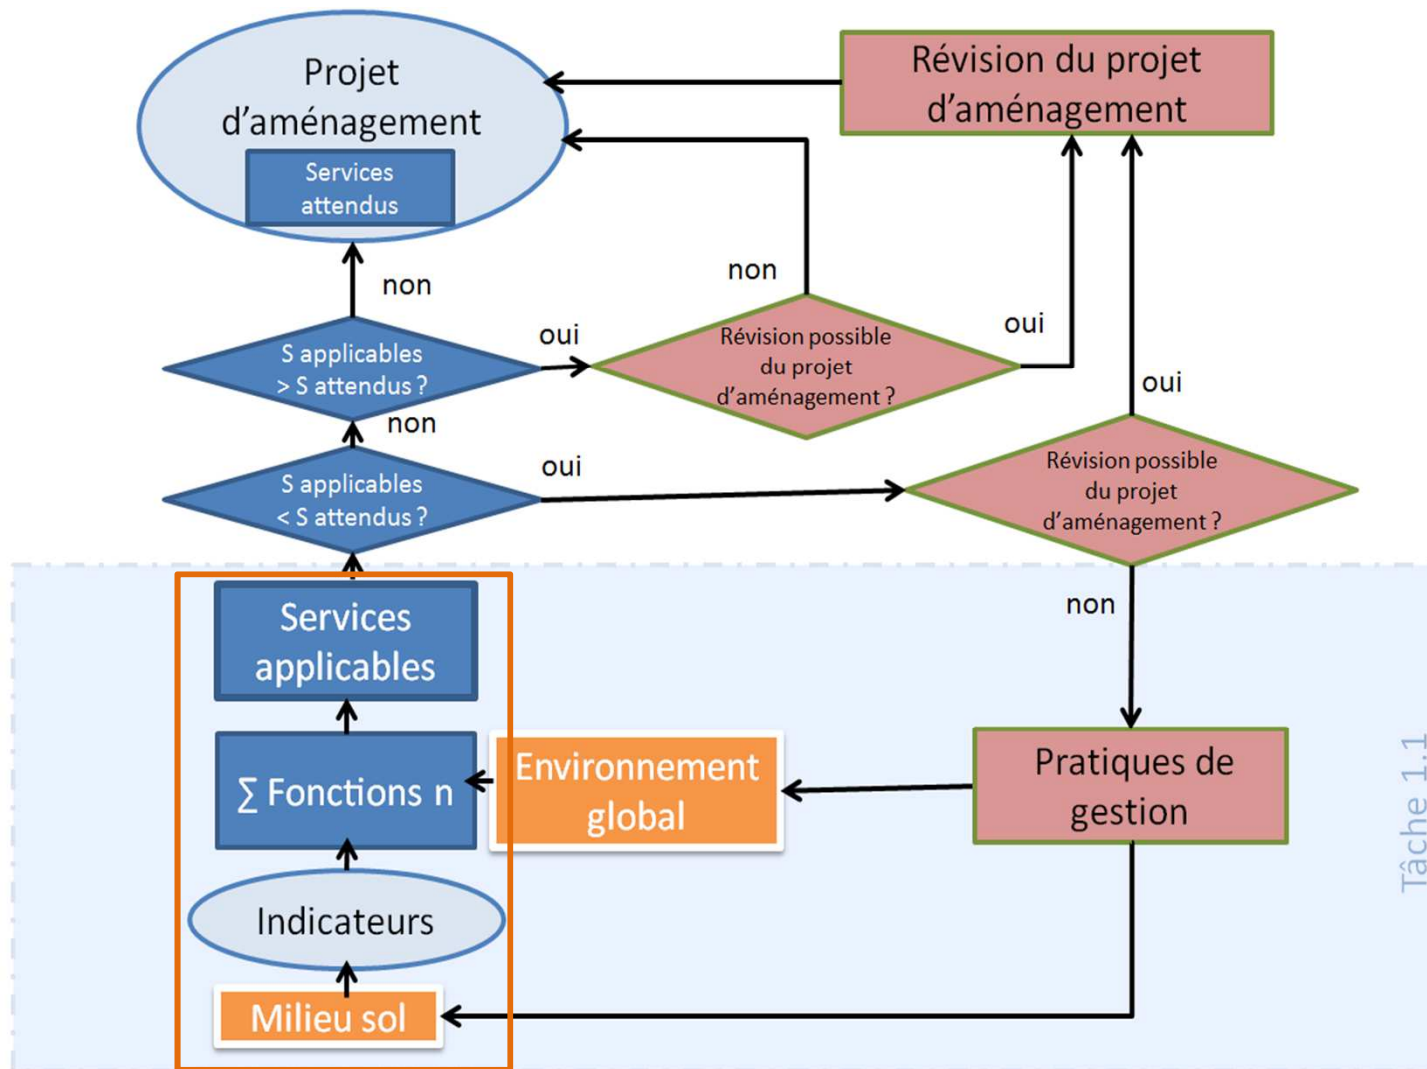 Projet
d’aménagement
Services
attendus
Révision du projet
d’aménagement
non
non
S applicables
> S attendus ?
oui
Révision possible
du projet
d’aménagement ?
oui
oui
non
S applicables
< S attendus ?
oui
Révision possible
du projet
d’aménagement ?
non
Services
applicables
∑ Fonctions n
Environnement
global
Pratiques de
gestion
Tâche 1.1
Indicateurs
Milieu sol